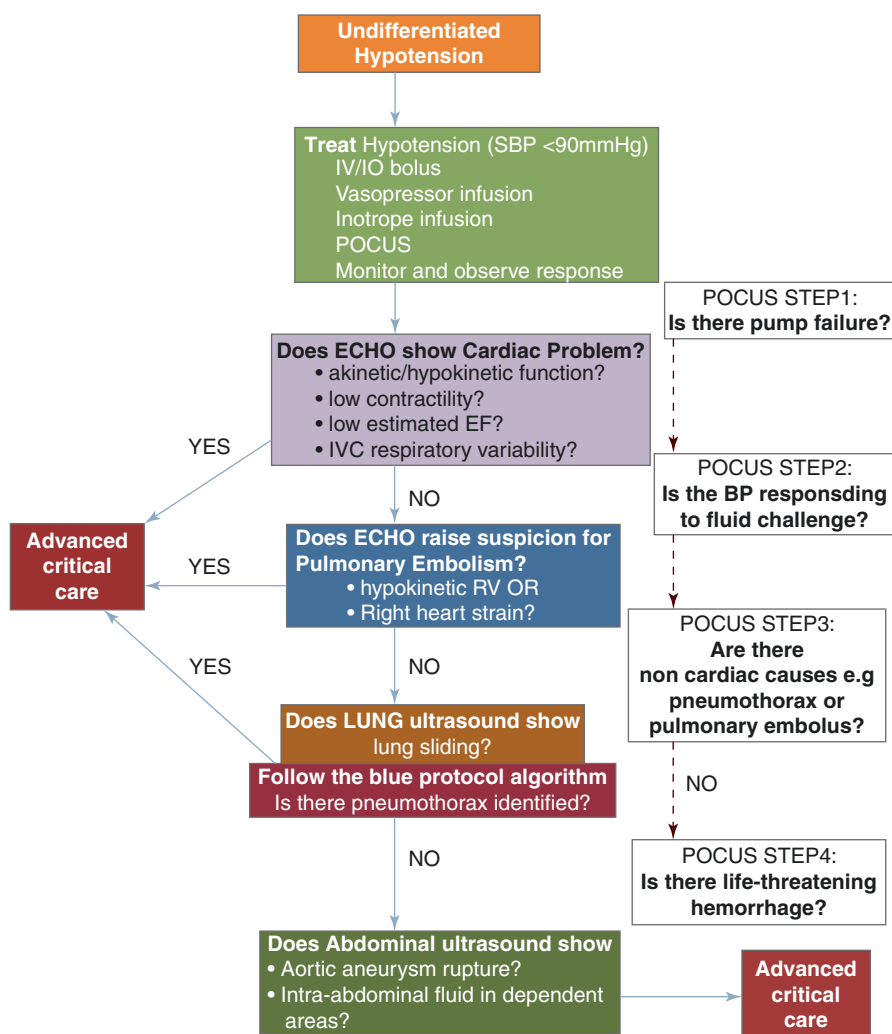 Undifferentiated
Hypotension
Treat Hypotension (SBP <90mmHg)
IV/IO bolus
Vasopressor infusion
Inotrope infusion
POCUS
Monitor and observe response
POCUS STEP1:
Is there pump failure?
Does ECHO show Cardiac Problem?
• akinetic/hypokinetic function?
• low contractility?
• low estimated EF?
• IVC respiratory variability?
YES
NO
POCUS STEP2:
Is the BP responsding
to fluid challenge?
Advanced
critical
care
YES
Does ECHO raise suspicion for
Pulmonary Embolism?
• hypokinetic RV OR
• Right heart strain?
YES
NO
POCUS STEP3:
Are there
non cardiac causes e.g
pneumothorax or
pulmonary embolus?
Does LUNG ultrasound show
lung sliding?
Follow the blue protocol algorithm
Is there pneumothorax identified?
NO
NO
POCUS STEP4:
Is there life-threatening
hemorrhage?
Does Abdominal ultrasound show
• Aortic aneurysm rupture?
• Intra-abdominal fluid in dependent
areas?
Advanced
critical
care